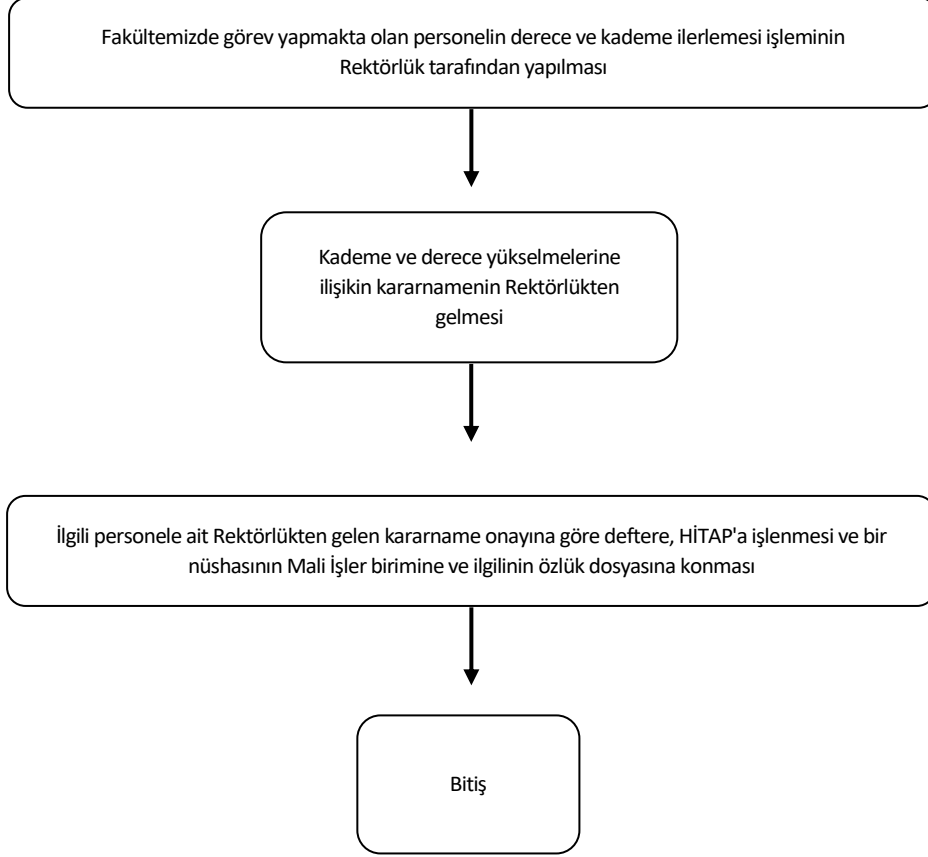 Fakültemizde görev yapmakta olan personelin derece ve kademe ilerlemesi işleminin
Rektörlük tarafından yapılması
Kademe ve derece yükselmelerine
ilişikin kararnamenin Rektörlükten
gelmesi
İlgili personele ait Rektörlükten gelen kararname onayına göre deftere, HİTAP'a işlenmesi ve bir
nüshasının Mali İşler birimine ve ilgilinin özlük dosyasına konması
Bitiş